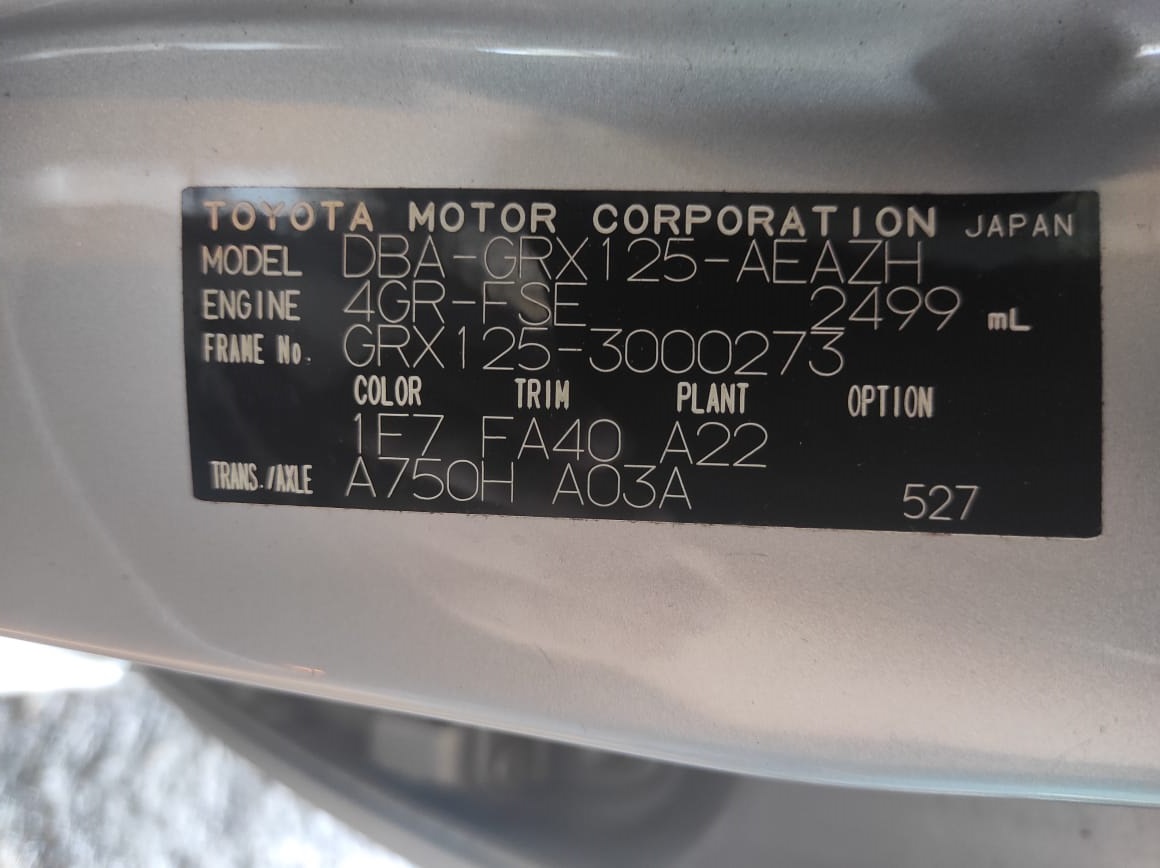 TOYOTA MOTOR CORPORATION JAPAN
MODEL DBA-GRX125-AEAZH
ENGINE 4GR-FSE 2499 mL
FRAME No. GRX125-3000273
COLOR TRIM PLANT OPTION
1E7 FA40 A22
TRANS./AXLE A750H A03A 527